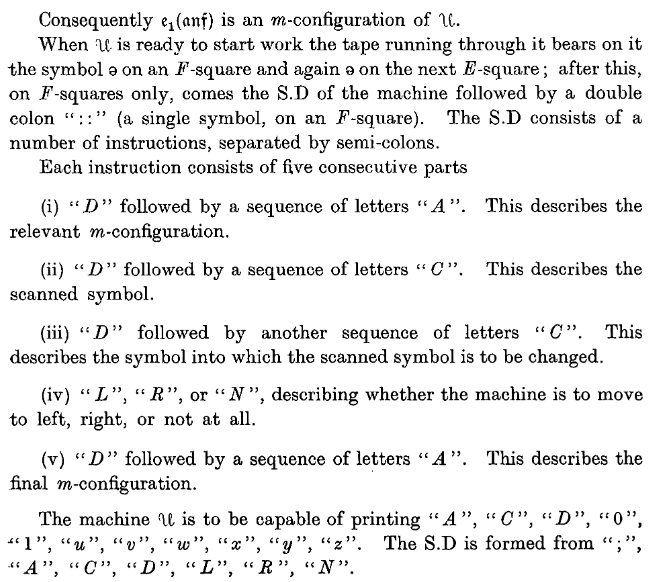 Consequently 𝔢₁(𝔞𝔫𝔣) is an m-configuration of 𝔘.
When 𝔘 is ready to start work the tape running through it bears on it
the symbol ə on an F-square and again ə on the next E-square; after this,
on F-squares only, comes the S.D of the machine followed by a double
colon “::” (a single symbol, on an F-square). The S.D consists of a
number of instructions, separated by semi-colons.
Each instruction consists of five consecutive parts
(i) “D” followed by a sequence of letters “A”. This describes the
relevant m-configuration.
(ii) “D” followed by a sequence of letters “C”. This describes the
scanned symbol.
(iii) “D” followed by another sequence of letters “C”. This
describes the symbol into which the scanned symbol is to be changed.
(iv) “L”, “R”, or “N”, describing whether the machine is to move
to left, right, or not at all.
(v) “D” followed by a sequence of letters “A”. This describes the
final m-configuration.
The machine 𝔘 is to be capable of printing “A”, “C”, “D”, “0”,
“1”, “u”, “v”, “w”, “x”, “y”, “z”. The S.D is formed from “;”,
“A”, “C”, “D”, “L”, “R”, “N”.